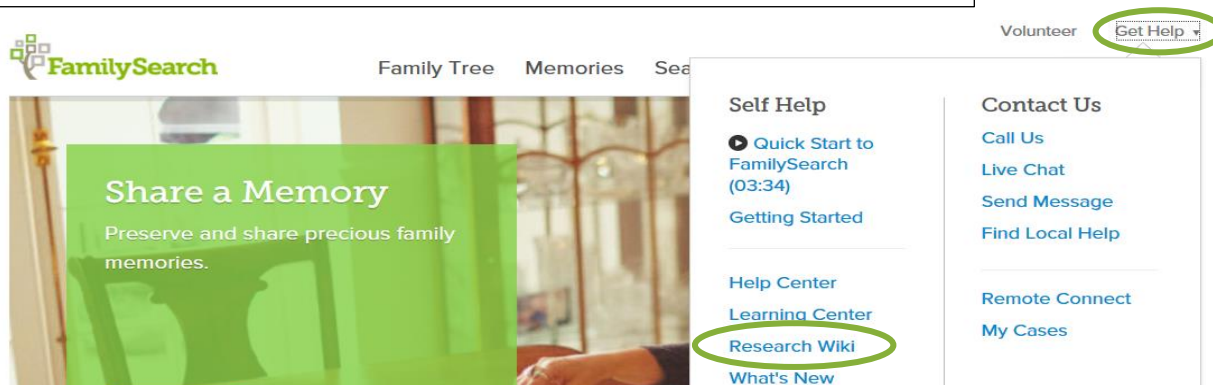 Volunteer Get Help
FamilySearch
Family Tree Memories Sea
Share a Memory
Preserve and share precious family
memories.
Self Help
Quick Start to
FamilySearch
(03:34)
Getting Started
Help Center
Learning Center
Research Wiki
What's New
Contact Us
Call Us
Live Chat
Send Message
Find Local Help
Remote Connect
My Cases